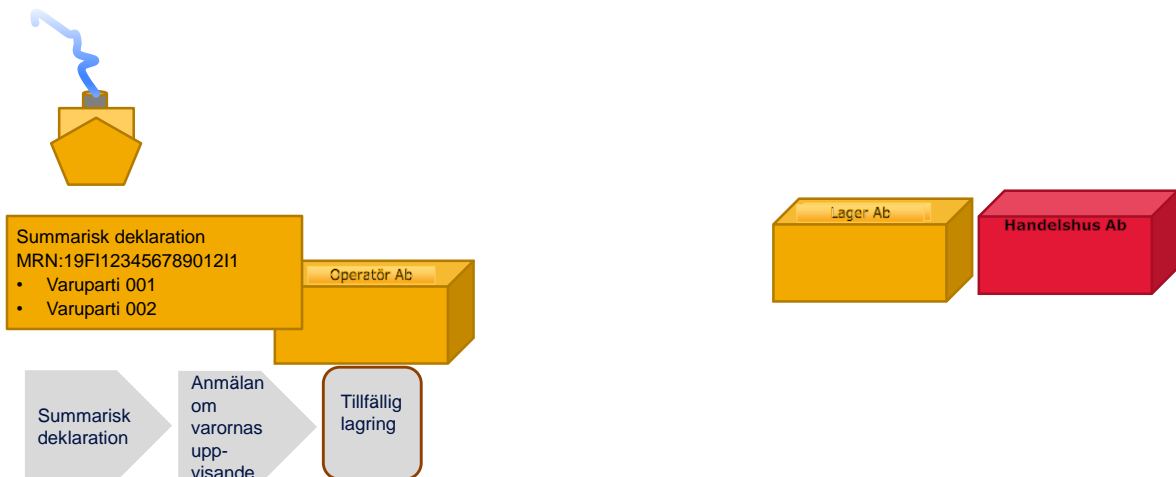 Summarisk deklaration
MRN:19FI123456789012I1
• Varuparti 001
• Varuparti 002
Operatör Ab
Lager Ab
Handelshus Ab
Summarisk
deklaration
Anmälan
om
varornas
upp-
visande
Tillfällig
lagring